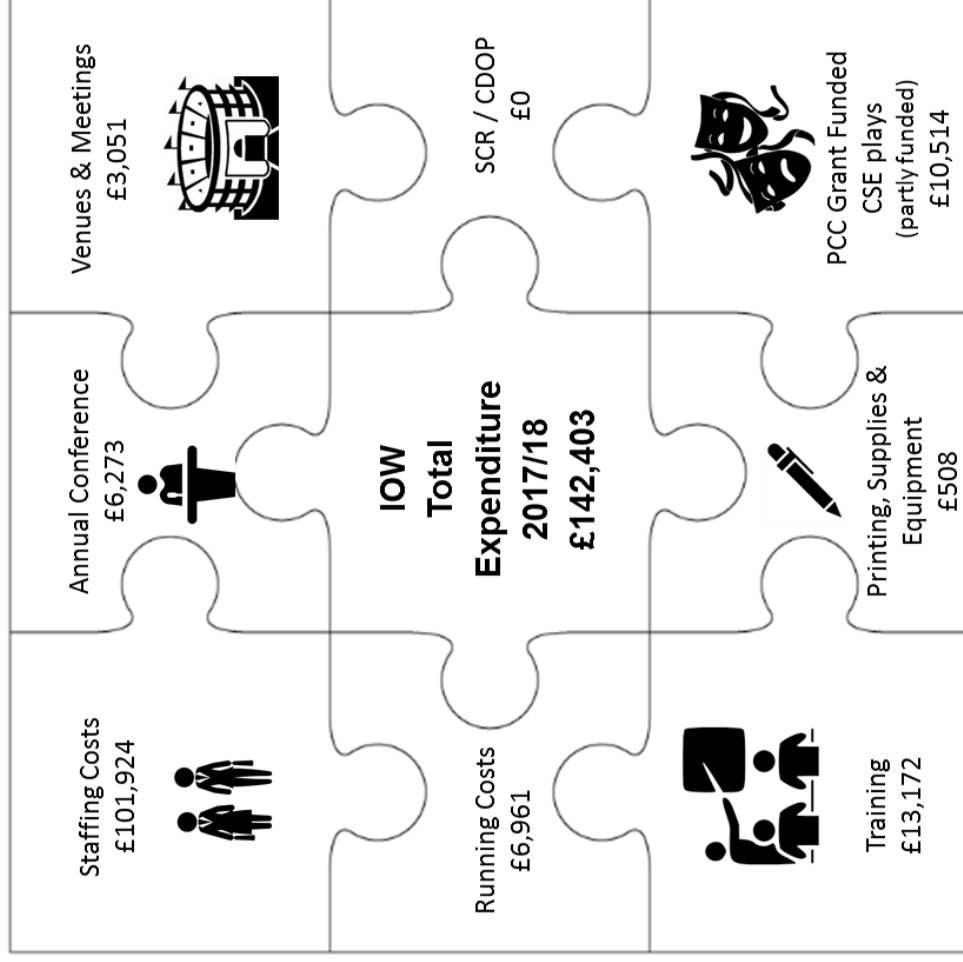 Staffing Costs
£101,924
Annual Conference
£6,273
Venues & Meetings
£3,051
Running Costs
£6,961
IOW
Total
Expenditure
2017/18
£142,403
SCR / CDOP
£0
Training
£13,172
Printing, Supplies &
Equipment
£508
PCC Grant Funded
CSE plays
(partly funded)
£10,514